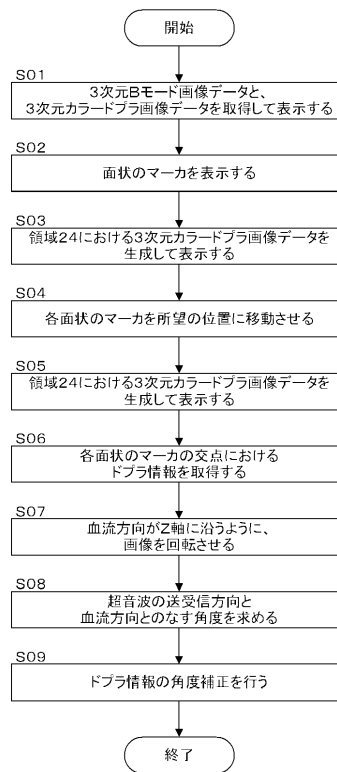 開始
S01
3次元Bモード画像データと、
3次元カラードプラ画像データを取得して表示する
S02
面状のマーカを表示する
S03
領域24における3次元カラードプラ画像データを
生成して表示する
S04
各面状のマーカを所望の位置に移動させる
S05
領域24における3次元カラードプラ画像データを
生成して表示する
S06
各面状のマーカの交点における
ドプラ情報を取得する
S07
血流方向がZ軸に沿うように、
画像を回転させる
S08
超音波の送受信方向と
血流方向とのなす角度を求める
S09
ドプラ情報の角度補正を行う
終了